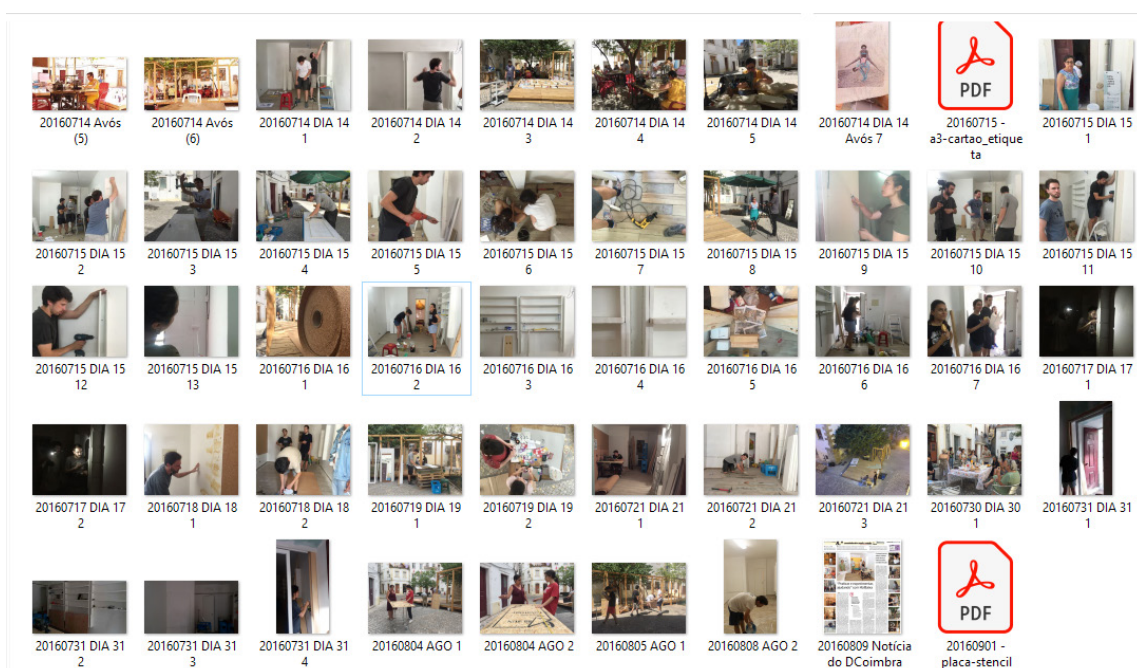 20160714 Avós
(5)
20160714 Avós
(6)
20160714 DIA 14
1
20160714 DIA 14
2
20160714 DIA 14
3
20160714 DIA 14
4
20160714 DIA 14
5
20160714 DIA 14
Avós 7
PDF
20160715 -
a3-cartao_etique
ta
20160715 DIA 15
1
20160715 DIA 15
2
20160715 DIA 15
3
20160715 DIA 15
4
20160715 DIA 15
5
20160715 DIA 15
6
20160715 DIA 15
7
20160715 DIA 15
8
20160715 DIA 15
9
20160715 DIA 15
10
20160715 DIA 15
11
20160715 DIA 15
12
20160715 DIA 15
13
20160716 DIA 16
1
20160716 DIA 16
2
20160716 DIA 16
3
20160716 DIA 16
4
20160716 DIA 16
5
20160716 DIA 16
6
20160716 DIA 16
7
20160717 DIA 17
1
20160717 DIA 17
2
20160718 DIA 18
1
20160718 DIA 18
2
20160719 DIA 19
1
20160719 DIA 19
2
20160721 DIA 21
1
20160721 DIA 21
2
20160721 DIA 21
3
20160730 DIA 30
1
20160731 DIA 31
1
20160731 DIA 31
2
20160731 DIA 31
3
20160731 DIA 31
4
20160804 AGO 1
20160804 AGO 2
20160805 AGO 1
20160808 AGO 2
20160809 Notícia
do DCoimbra
PDF
20160901 -
placa-stencil